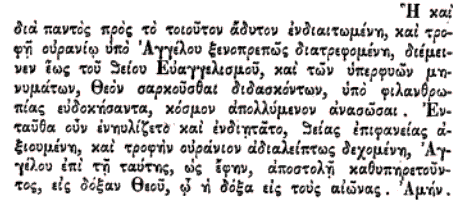 Ἣ καὶ
διὰ παντὸς πρὸς τὸ τοιοῦτον ἄδυτον ἐνδιαιτωμένη, καὶ τρο-
φῇ οὐρανίῳ ὑπὸ Ἀγγέλου ξενοπρεπῶς διατρεφομένη, διέμει-
νεν ἕως τοῦ θείου Εὐαγγελισμοῦ, καὶ τῶν ὑπερφυῶν μη-
νυμάτων, Θεὸν σαρκοῦσθαι διδασκόντων, ὑπὸ φιλανθρω-
πίας εὐδοκήσαντα, κόσμον ἀπολλύμενον ἀνασῶσαι. Ἐν-
ταῦθα οὖν ἐνηυλίζετο καὶ ἐνδιῃτᾶτο, θείας ἐπιφανείας ἀ-
ξιουμένη, καὶ τροφὴν οὐράνιον ἀδιαλείπτως δεχομένη, Ἀγ-
γέλου ἐπὶ τῇ ταύτης, ὡς ἔφην, ἀποστολῇ καθυπηρετοῦν-
τος, εἰς δόξαν Θεοῦ, ᾧ ἡ δόξα εἰς τοὺς αἰῶνας. Ἀμήν.